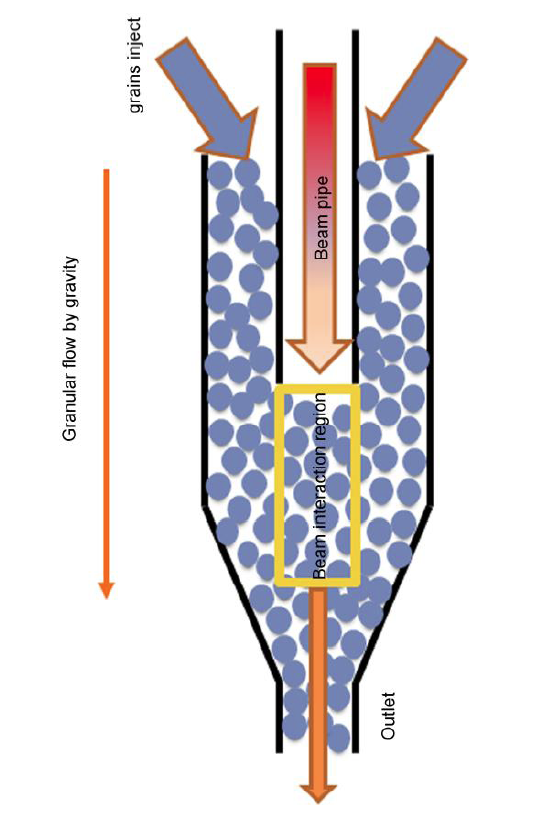 grains inject
Beam pipe
Granular flow by gravity
Beam interaction region
Outlet